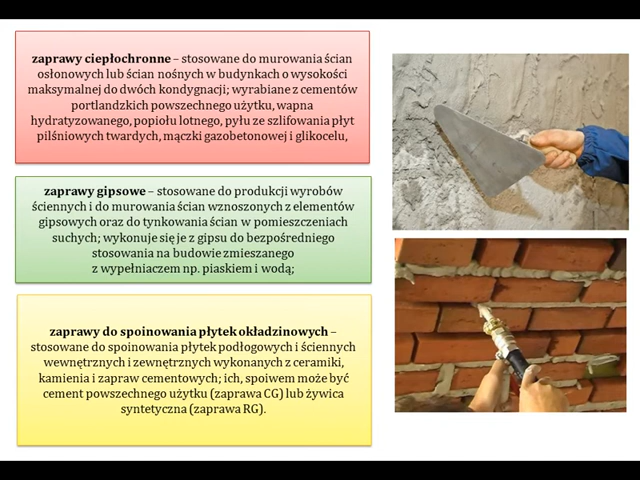 zaprawy ciepłochronne – stosowane do murowania ścian
osłonowych lub ścian nośnych w budynkach o wysokości
maksymalnej do dwóch kondygnacji; wyrabiane z cementów
portlandzkich powszechnego użytku, wapna
hydratyzowanego, popiołu lotnego, pyłu ze szlifowania płyt
pilśniowych twardych, mączki gazobetonowej i glikocelu,
zaprawy gipsowe – stosowane do produkcji wyrobów
ściennych i do murowania ścian wznoszonych z elementów
gipsowych oraz do tynkowania ścian w pomieszczeniach
suchych; wykonuje się je z gipsu do bezpośredniego
stosowania na budowie zmieszanego
z wypełniaczem np. piaskiem i wodą;
zaprawy do spoinowania płytek okładzinowych –
stosowane do spoinowania płytek podłogowych i ściennych
wewnętrznych i zewnętrznych wykonanych z ceramiki,
kamienia i zapraw cementowych; ich, spoiwem może być
cement powszechnego użytku (zaprawa CG) lub żywica
syntetyczna (zaprawa RG).